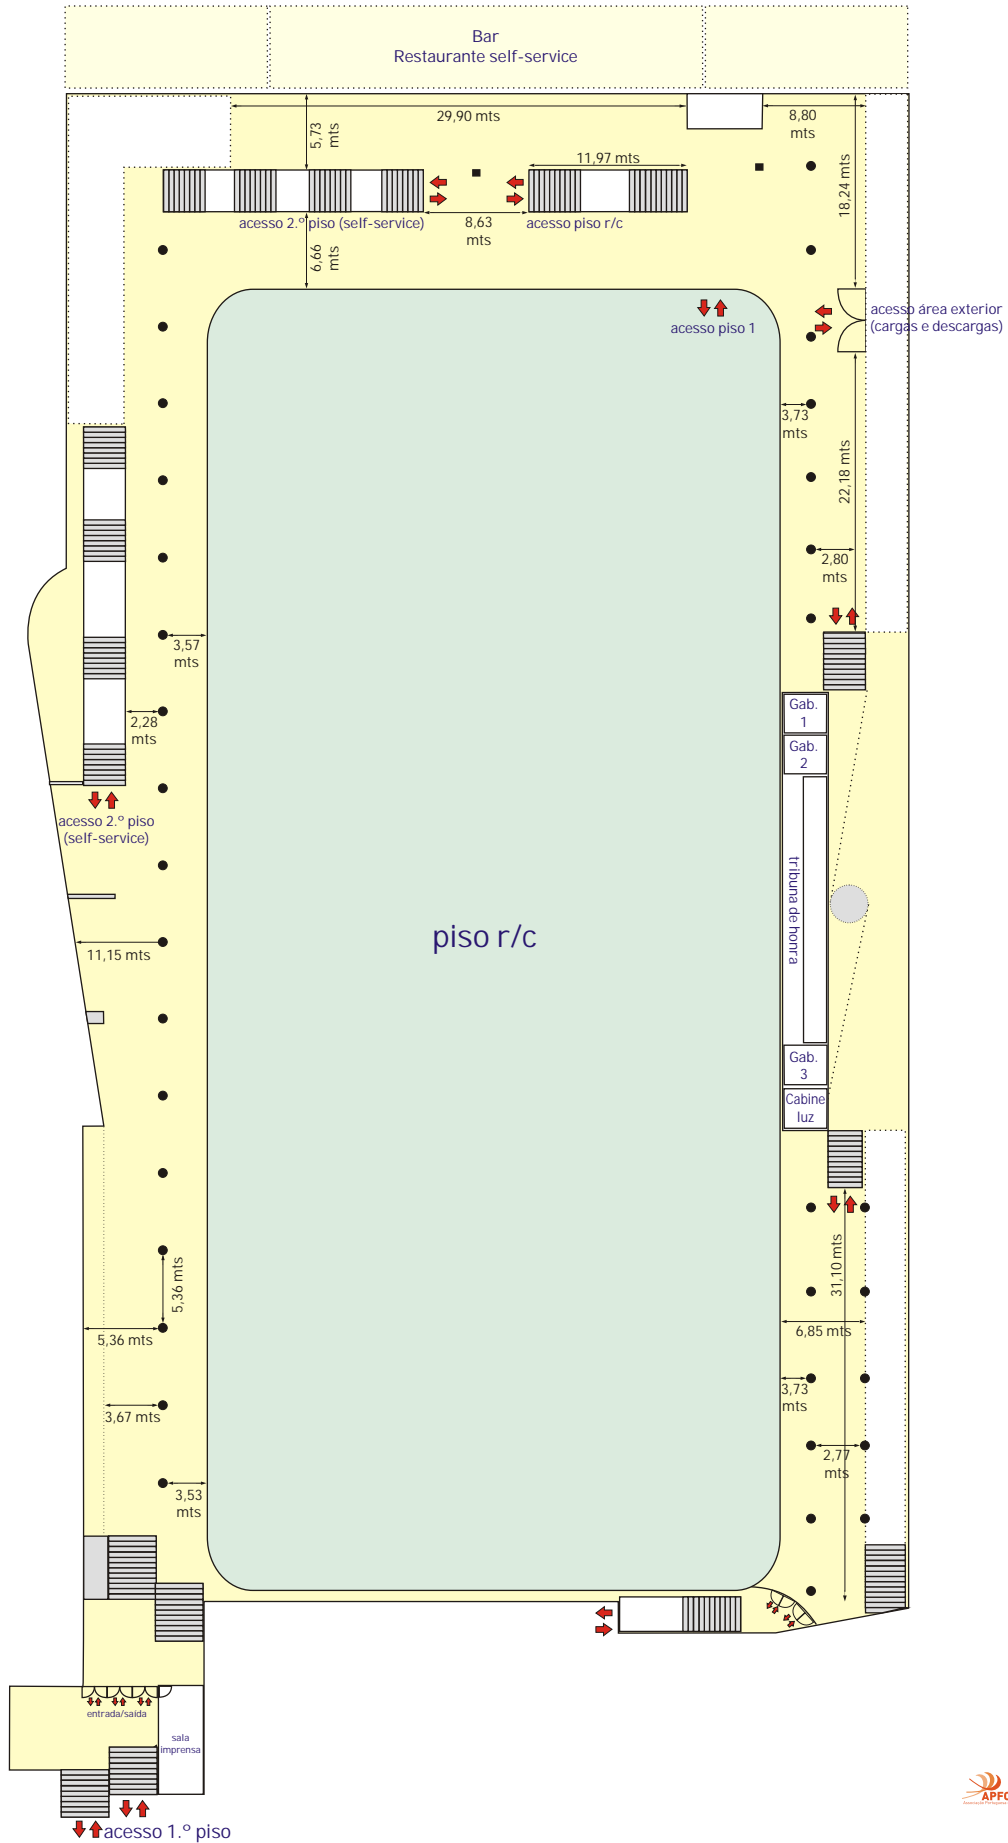 Bar
Restaurante self-service
29,90 mts
5,73
mts
8,80
mts
11,97 mts
18,24 mts
acesso 2.º piso (self-service)
8,63
mts
acesso piso r/c
6,66
mts
acesso piso 1
acesso área exterior
(cargas e descargas)
3,73
mts
22,18 mts
2,80
mts
3,57
mts
2,28
mts
Gab.
1
Gab.
2
acesso 2.º piso
(self-service)
tribuna de honra
piso r/c
11,15 mts
Gab.
3
Cabine
luz
5,36 mts
31,10 mts
5,36 mts
6,85 mts
3,73
mts
3,67 mts
2,77
mts
3,53
mts
entrada/saída
sala
imprensa
acesso 1.º piso
APFC